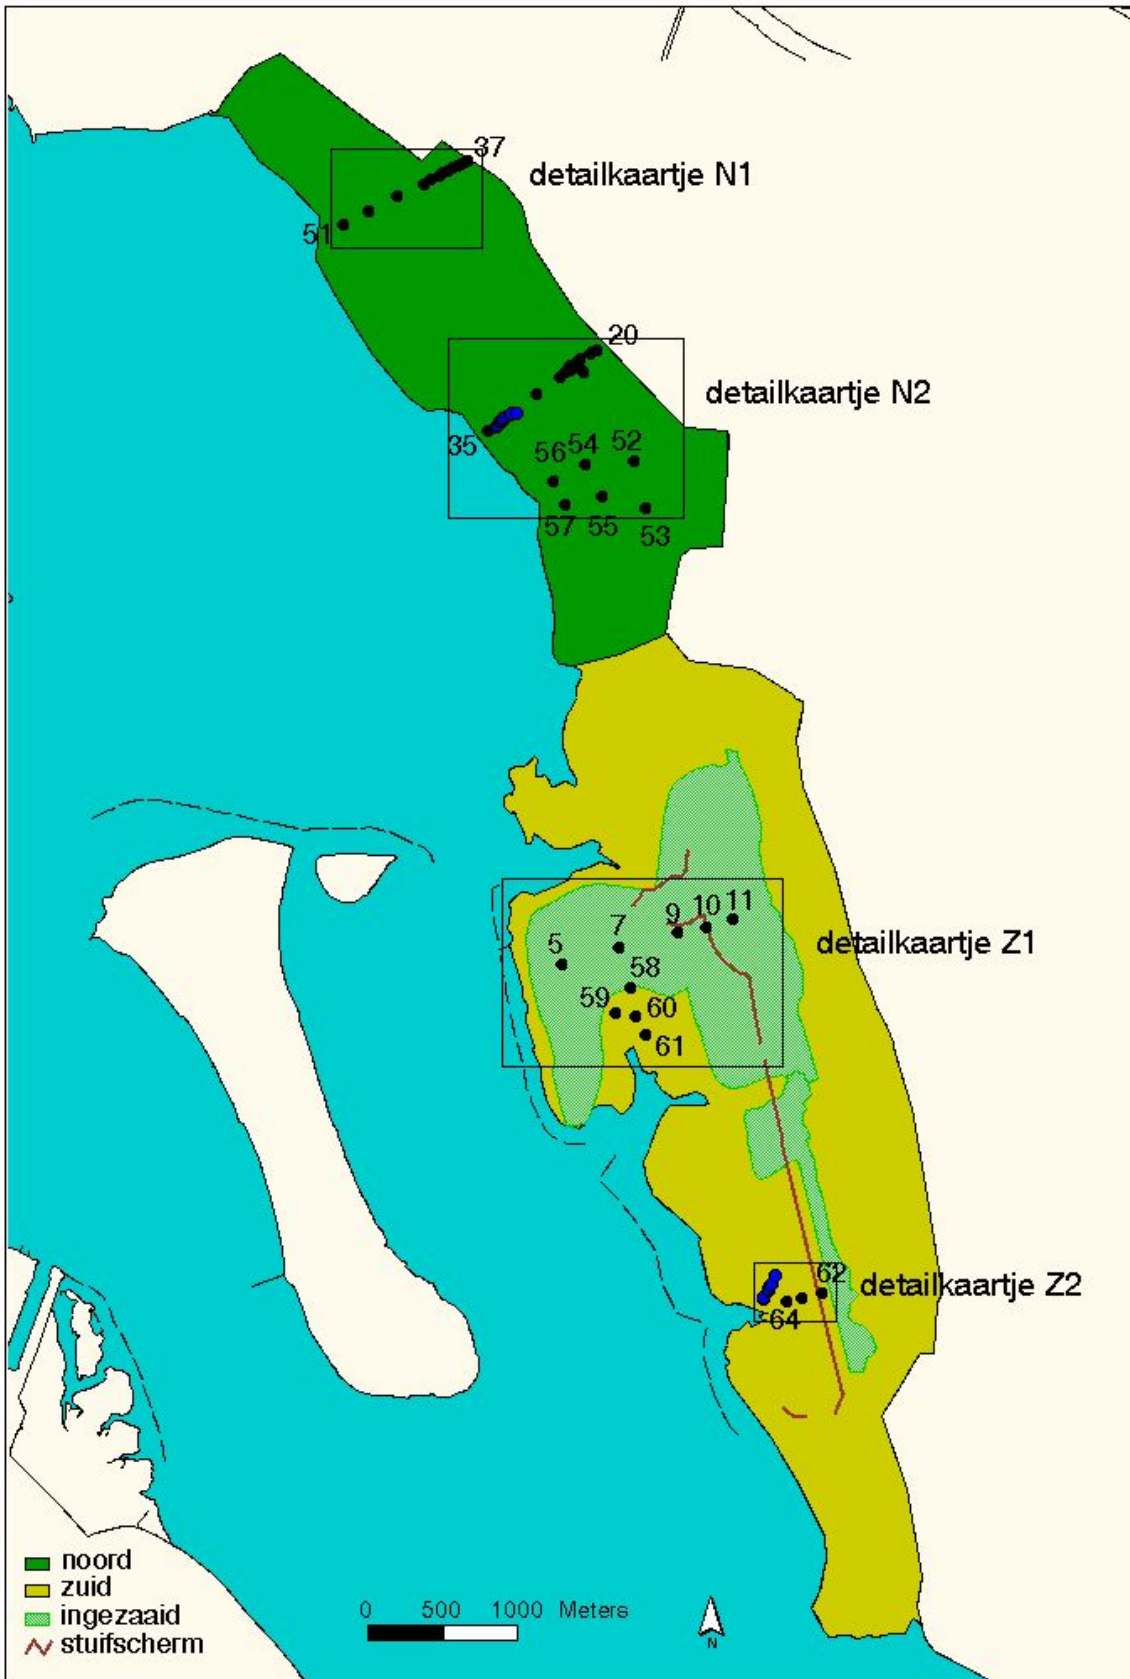 37
detailkaartje N1
51
20
detailkaartje N2
35
56 54 52
57 55 53
5 7 9 10 11
detailkaartje Z1
58
59 60
61
62
detailkaartje Z2
64
noord
zuid
ingezaaid
stuifscherm
0 500 1000 Meters
N